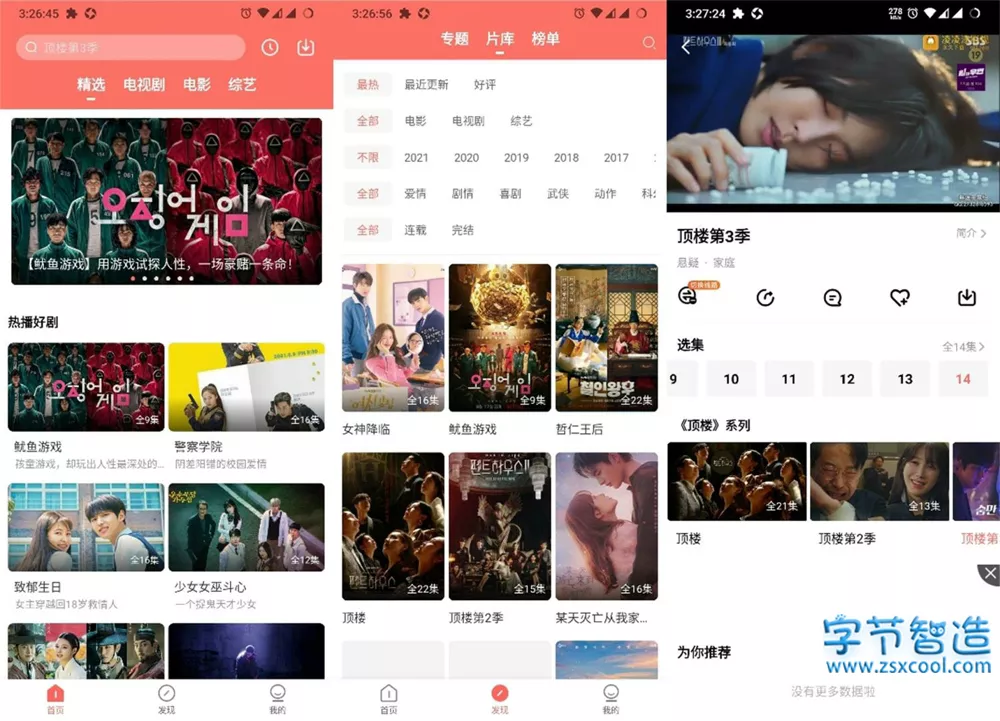 3:26:45
顶楼第3季
精选 电视剧 电影 综艺
오징어
게임
【鱿鱼游戏】用游戏试探人性，一场豪赌一条命！
热播好剧
오징어
게임
全9集
全16集
鱿鱼游戏
警察学院
孩童游戏，却玩出人性最深处的...
阴差阳错的校园爱情
全16集
全12集
致郁生日
少女女巫斗心
女主穿越回18岁救情人
一个捉鬼天才少女
首页 发现 我的
3:26:56
专题 片库 榜单
最热 最近更新 好评
全部 电影 电视剧 综艺
不限 2021 2020 2019 2018 2017
全部 爱情 剧情 喜剧 武侠 动作
全部 连载 完结
全16集
오징어
게임
全9集
철인왕후
全22集
女神降临
鱿鱼游戏
哲仁王后
全22集
펜트하우스II
全15集
全16集
顶楼
顶楼第2季
某天灭亡从我家...
首页 发现 我的
3:27:24
278
SBS
19
顶楼第3季
简介
悬疑 · 家庭
切换线路
选集
全14集
9 10 11 12 13 14
《顶楼》系列
全21集
全13集
顶楼
顶楼第2季
顶楼第
为你推荐
没有更多数据啦
字节智造
www.zsxcool.com